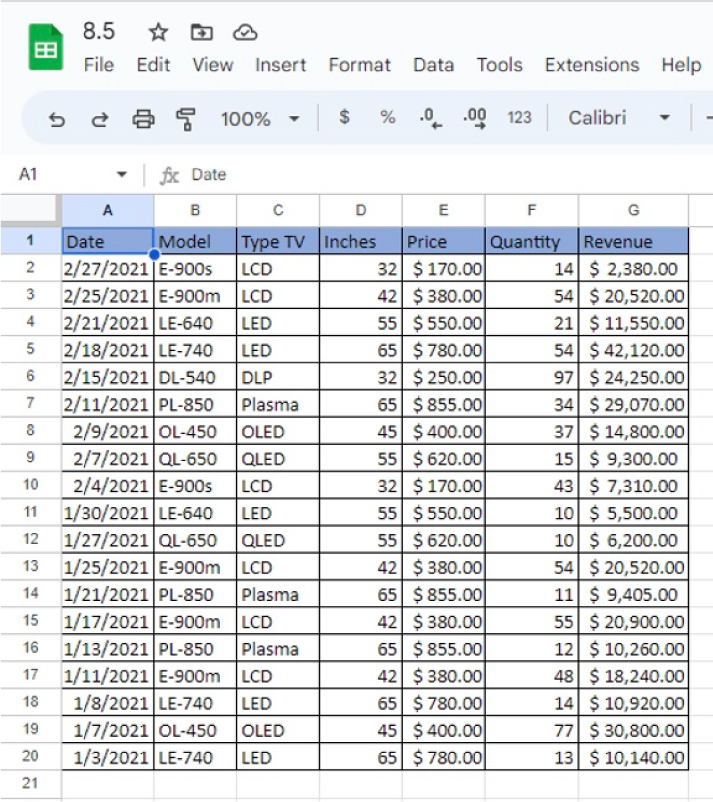 8.5
File Edit View Insert Format Data Tools Extensions Help
100% $ % .0 .00 123 Calibri
A1 fx Date
A B C D E F G
1 Date Model Type TV Inches Price Quantity Revenue
2 2/27/2021 E-900s LCD 32 $ 170.00 14 $ 2,380.00
3 2/25/2021 E-900m LCD 42 $ 380.00 54 $ 20,520.00
4 2/21/2021 LE-640 LED 55 $ 550.00 21 $ 11,550.00
5 2/18/2021 LE-740 LED 65 $ 780.00 54 $ 42,120.00
6 2/15/2021 DL-540 DLP 32 $ 250.00 97 $ 24,250.00
7 2/11/2021 PL-850 Plasma 65 $ 855.00 34 $ 29,070.00
8 2/9/2021 OL-450 OLED 45 $ 400.00 37 $ 14,800.00
9 2/7/2021 QL-650 QLED 55 $ 620.00 15 $ 9,300.00
10 2/4/2021 E-900s LCD 32 $ 170.00 43 $ 7,310.00
11 1/30/2021 LE-640 LED 55 $ 550.00 10 $ 5,500.00
12 1/27/2021 QL-650 QLED 55 $ 620.00 10 $ 6,200.00
13 1/25/2021 E-900m LCD 42 $ 380.00 54 $ 20,520.00
14 1/21/2021 PL-850 Plasma 65 $ 855.00 11 $ 9,405.00
15 1/17/2021 E-900m LCD 42 $ 380.00 55 $ 20,900.00
16 1/13/2021 PL-850 Plasma 65 $ 855.00 12 $ 10,260.00
17 1/11/2021 E-900m LCD 42 $ 380.00 48 $ 18,240.00
18 1/8/2021 LE-740 LED 65 $ 780.00 14 $ 10,920.00
19 1/7/2021 OL-450 OLED 45 $ 400.00 77 $ 30,800.00
20 1/3/2021 LE-740 LED 65 $ 780.00 13 $ 10,140.00
21